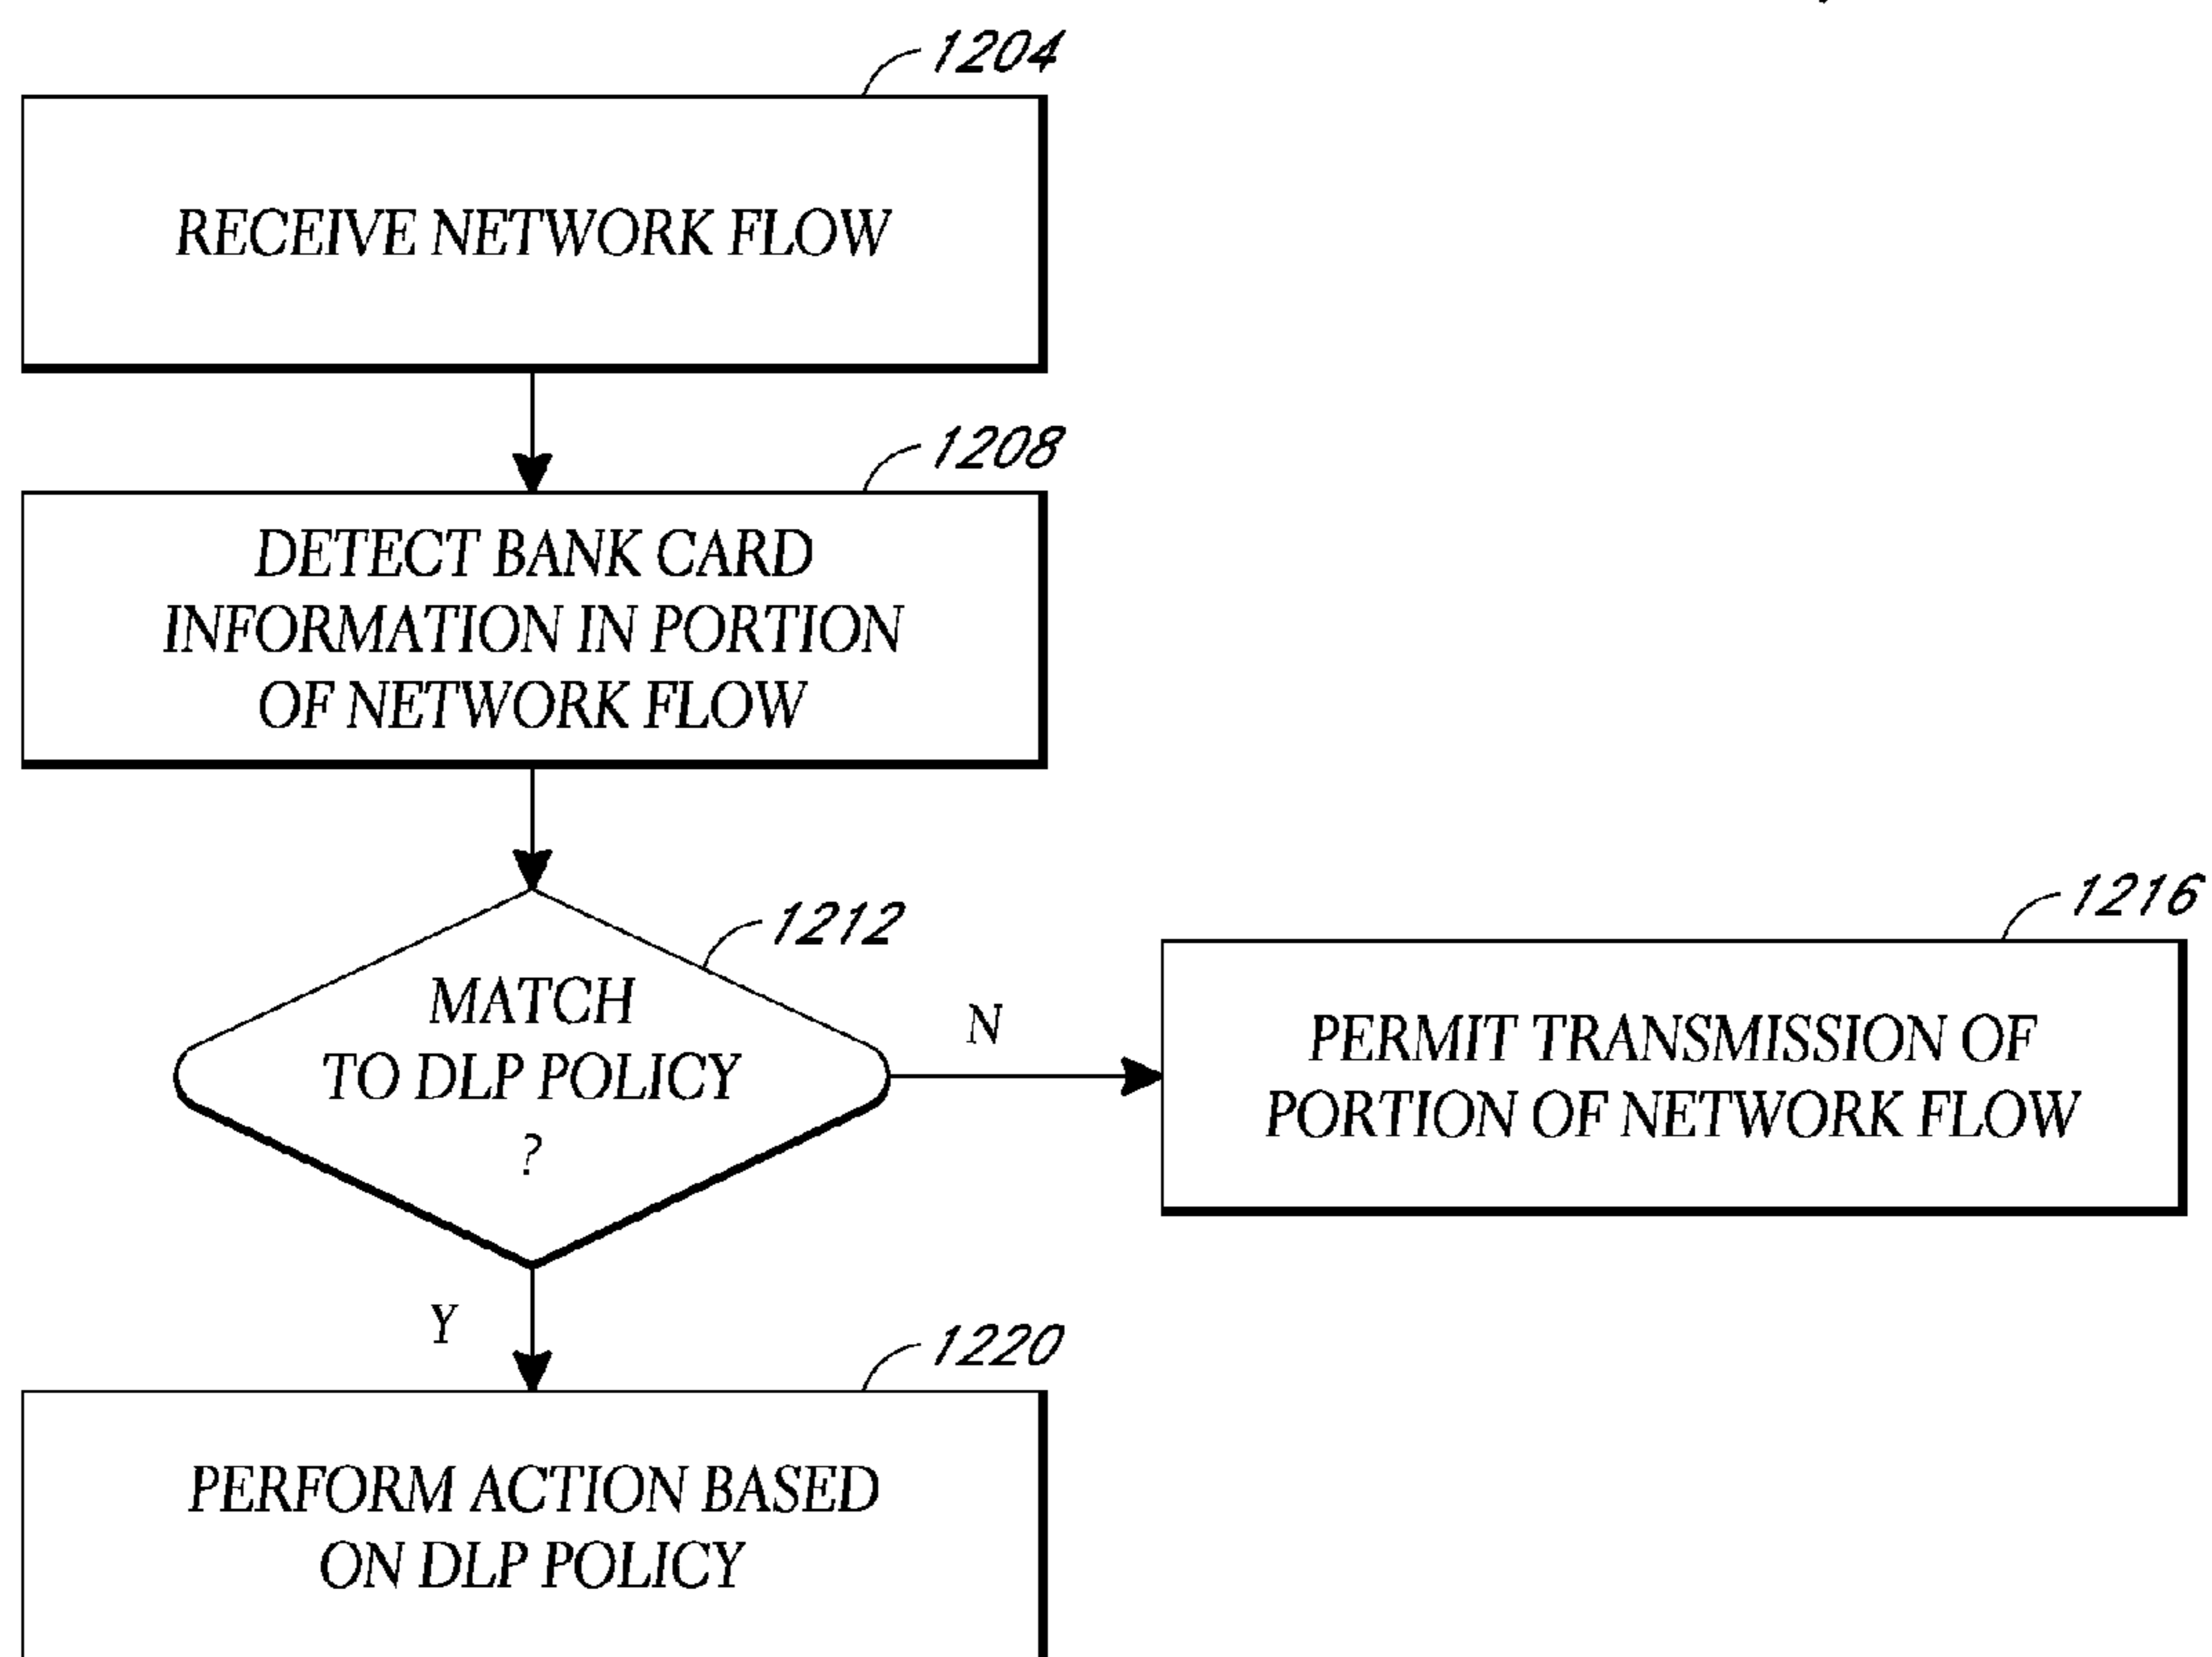 1204
RECEIVE NETWORK FLOW
1208
DETECT BANK CARD
INFORMATION IN PORTION
OF NETWORK FLOW
1212
MATCH
TO DLP POLICY
?
N
1216
PERMIT TRANSMISSION OF
PORTION OF NETWORK FLOW
Y
1220
PERFORM ACTION BASED
ON DLP POLICY